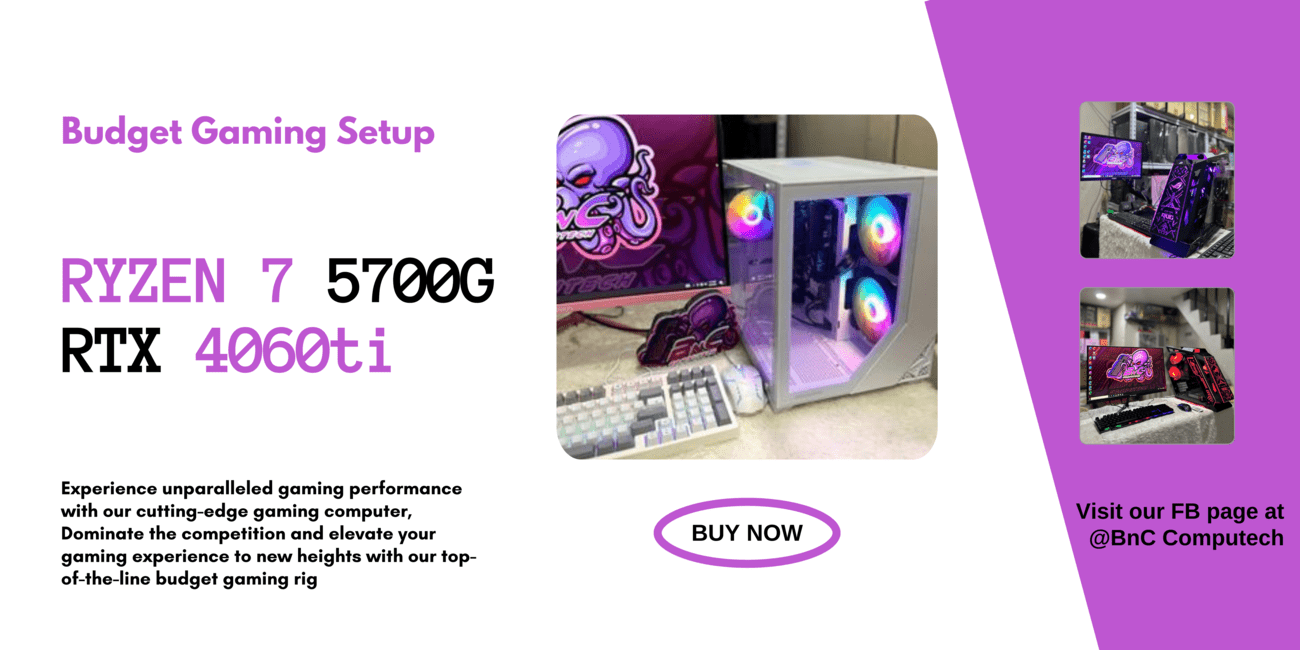 Budget Gaming Setup
RYZEN 7 5700G
RTX 4060ti
Experience unparalleled gaming performance
with our cutting-edge gaming computer,
Dominate the competition and elevate your
gaming experience to new heights with our top-
of-the-line budget gaming rig
BUY NOW
Visit our FB page at
@BnC Computech
BnC